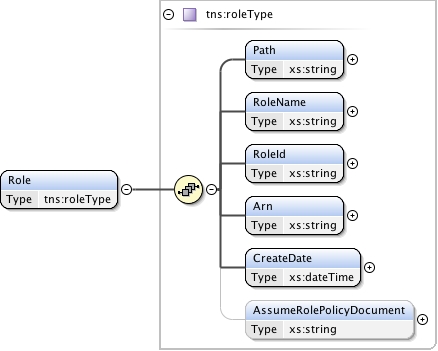 tns:roleType
Path
Type xs:string
RoleName
Type xs:string
RoleId
Type xs:string
Role
Type tns:roleType
Arn
Type xs:string
CreateDate
Type xs:dateTime
AssumeRolePolicyDocument
Type xs:string